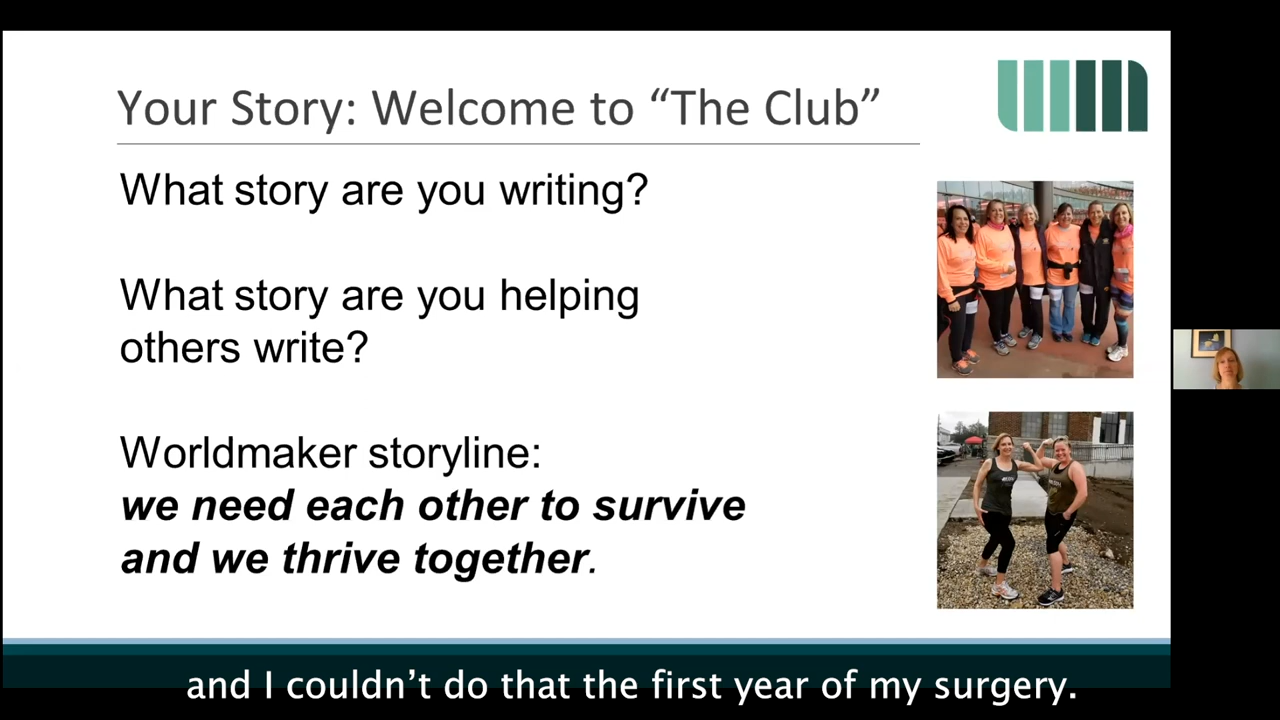 Your Story: Welcome to “The Club”
What story are you writing?
What story are you helping
others write?
Worldmaker storyline:
we need each other to survive
and we thrive together.
and I couldn’t do that the first year of my surgery.